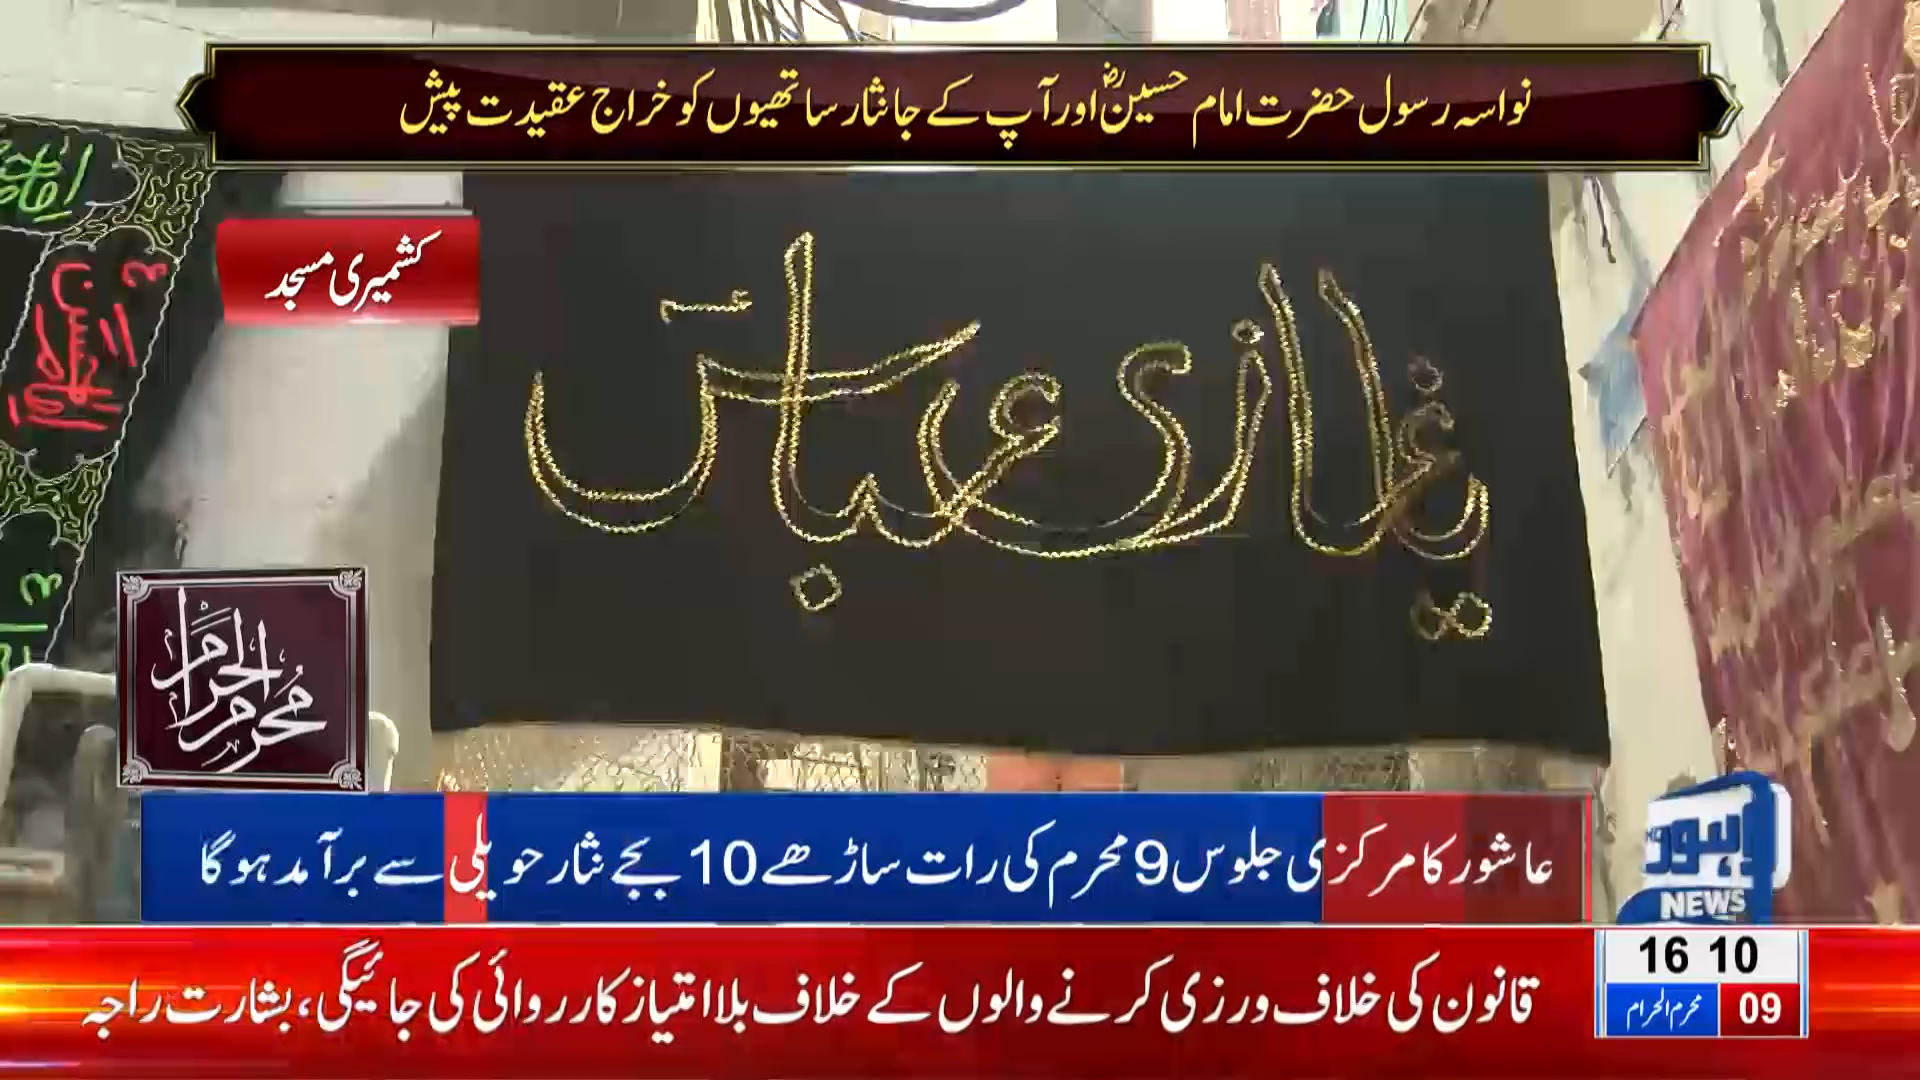 نواسہ رسول حضرت امام حسینؓ اور آپ کے جانثار ساتھیوں کو خراج عقیدت پیش
کشمیری مسجد
یا غازی عباسؑ
محرم الحرام
عاشور کا مرکزی جلوس 9 محرم کی رات ساڑھے 10 بجے نثار حویلی سے برآمد ہوگا
لاہور
NEWS
قانون کی خلاف ورزی کرنے والوں کے خلاف بلاامتیاز کارروائی کی جائیگی، بشارت راجہ
16 10
محرم الحرام 09